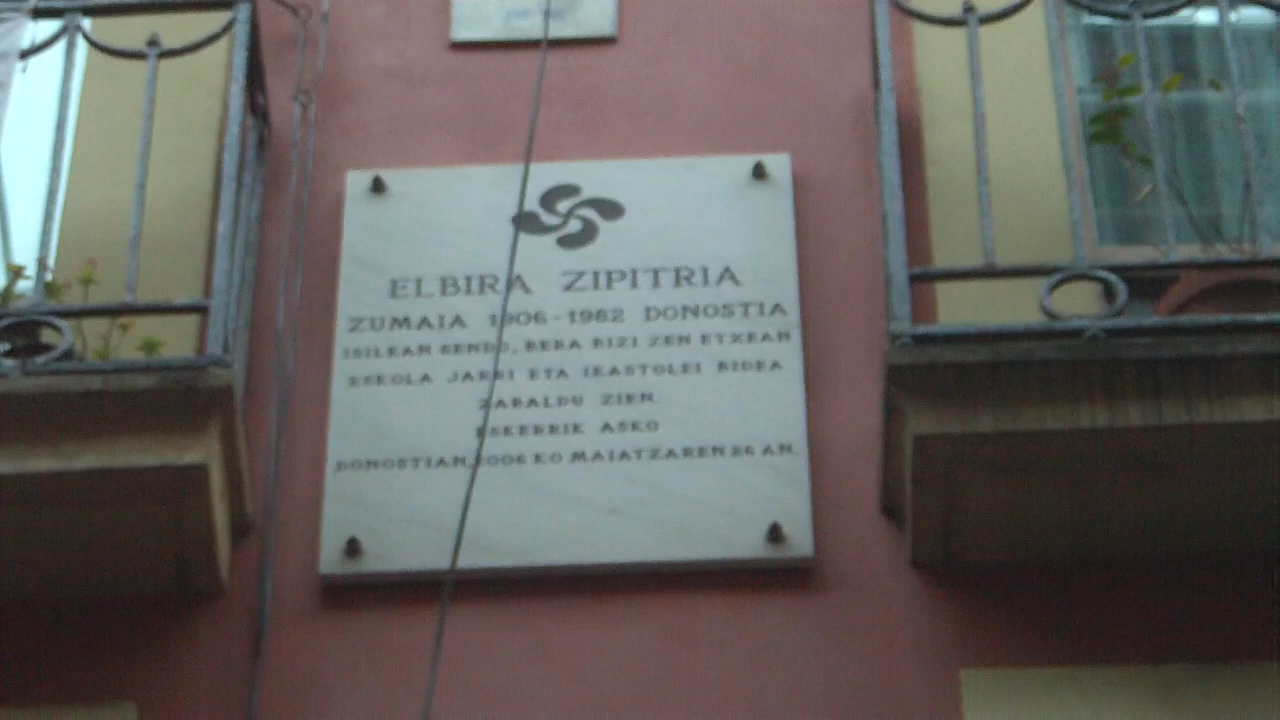 ELBIRA ZIPITRIA
ZUMAIA 1906-1982 DONOSTIA
ISILEAN SENDO, BERA BIZI ZEN ETXEAN
ESKOLA JARRI ETA IKASTOLEI BIDEA
ZABALDU ZIEN.
ESKERRIK ASKO
DONOSTIAN, 2006 KO MAIATZAREN 26 AN.